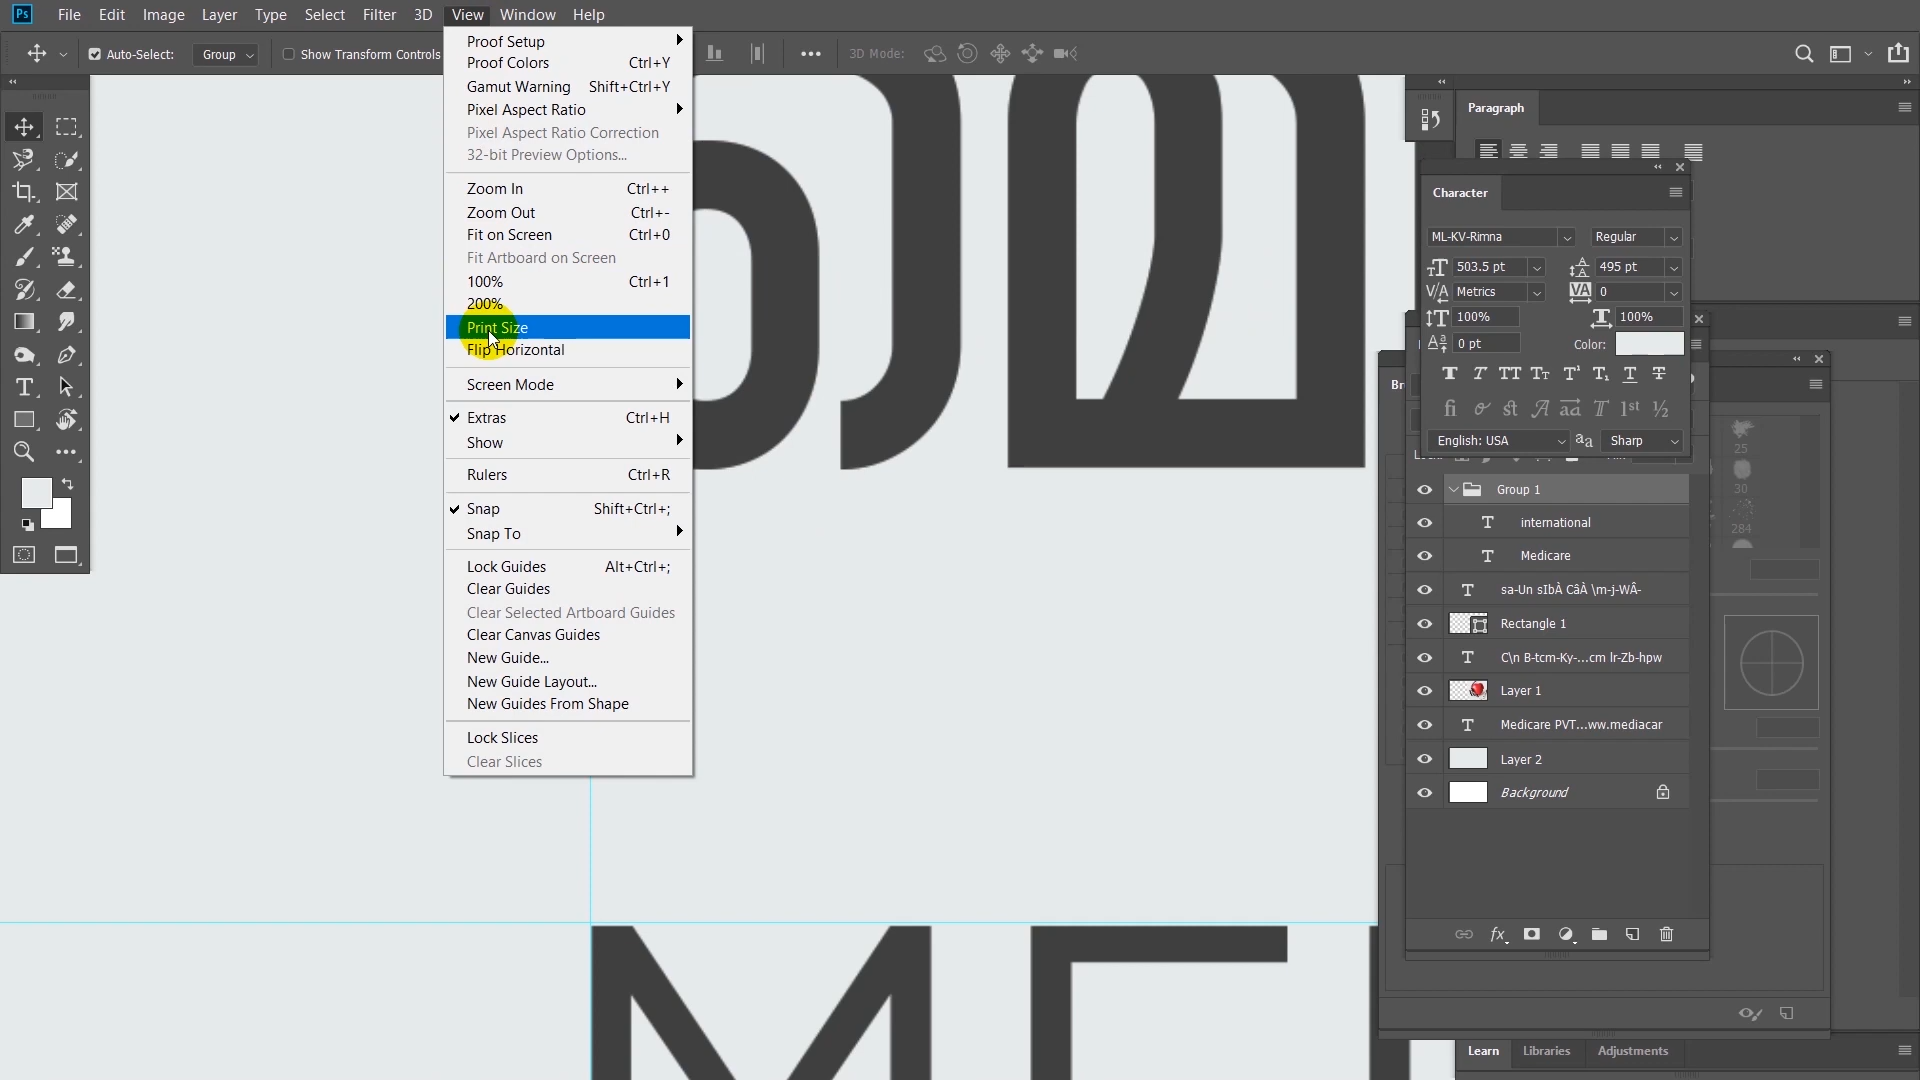 Ps File Edit Image Layer Type Select Filter 3D View Window Help
Auto-Select: Group Show Transform Controls 3D Mode:
Proof Setup
Proof Colors Ctrl+Y
Gamut Warning Shift+Ctrl+Y
Pixel Aspect Ratio
Pixel Aspect Ratio Correction
32-bit Preview Options...
Zoom In Ctrl++
Zoom Out Ctrl+-
Fit on Screen Ctrl+0
Fit Artboard on Screen
100% Ctrl+1
200%
Print Size
Flip Horizontal
Screen Mode
Extras Ctrl+H
Show
Rulers Ctrl+R
Snap Shift+Ctrl+;
Snap To
Lock Guides Alt+Ctrl+;
Clear Guides
Clear Selected Artboard Guides
Clear Canvas Guides
New Guide...
New Guide Layout...
New Guides From Shape
Lock Slices
Clear Slices
Paragraph
Character
ML-KV-Rimna Regular
503.5 pt 495 pt
Metrics 0
100% 100%
0 pt Color:
English: USA Sharp
25
30
284
Group 1
international
Medicare
sa-Un sIbÀ CâÀ \m-j-WÂ-
Rectangle 1
C\n B-tcm-Ky-...cm lr-Zb-hpw
Layer 1
Medicare PVT...ww.mediacar
Layer 2
Background
Learn Libraries Adjustments